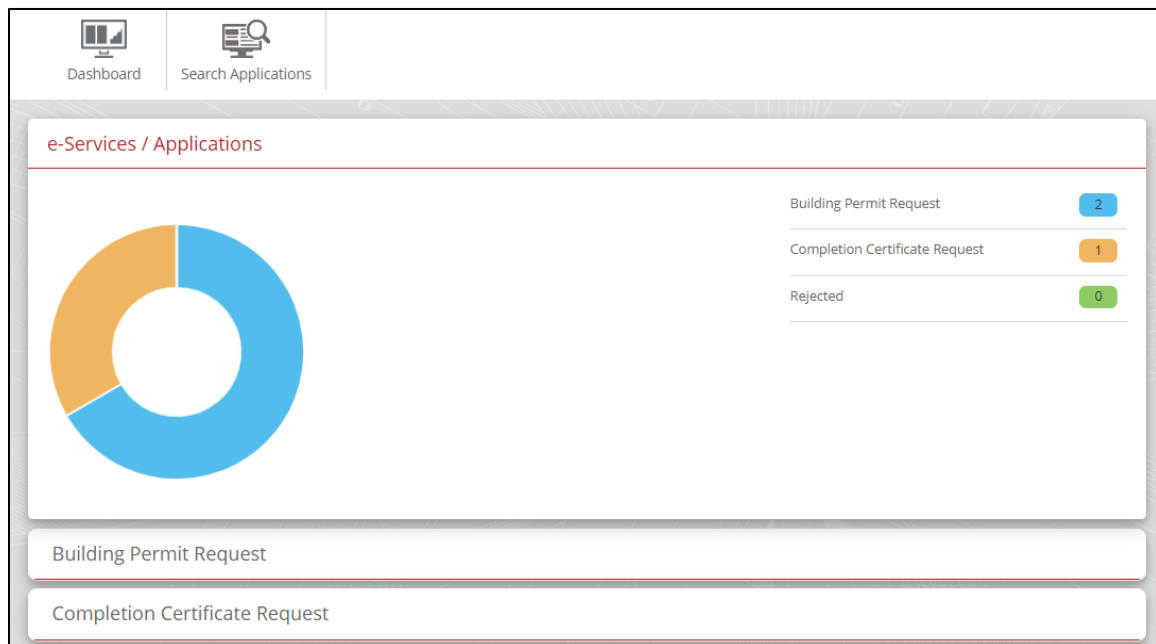 Dashboard
Search Applications
e-Services / Applications
Building Permit Request 2
Completion Certificate Request 1
Rejected 0
Building Permit Request
Completion Certificate Request